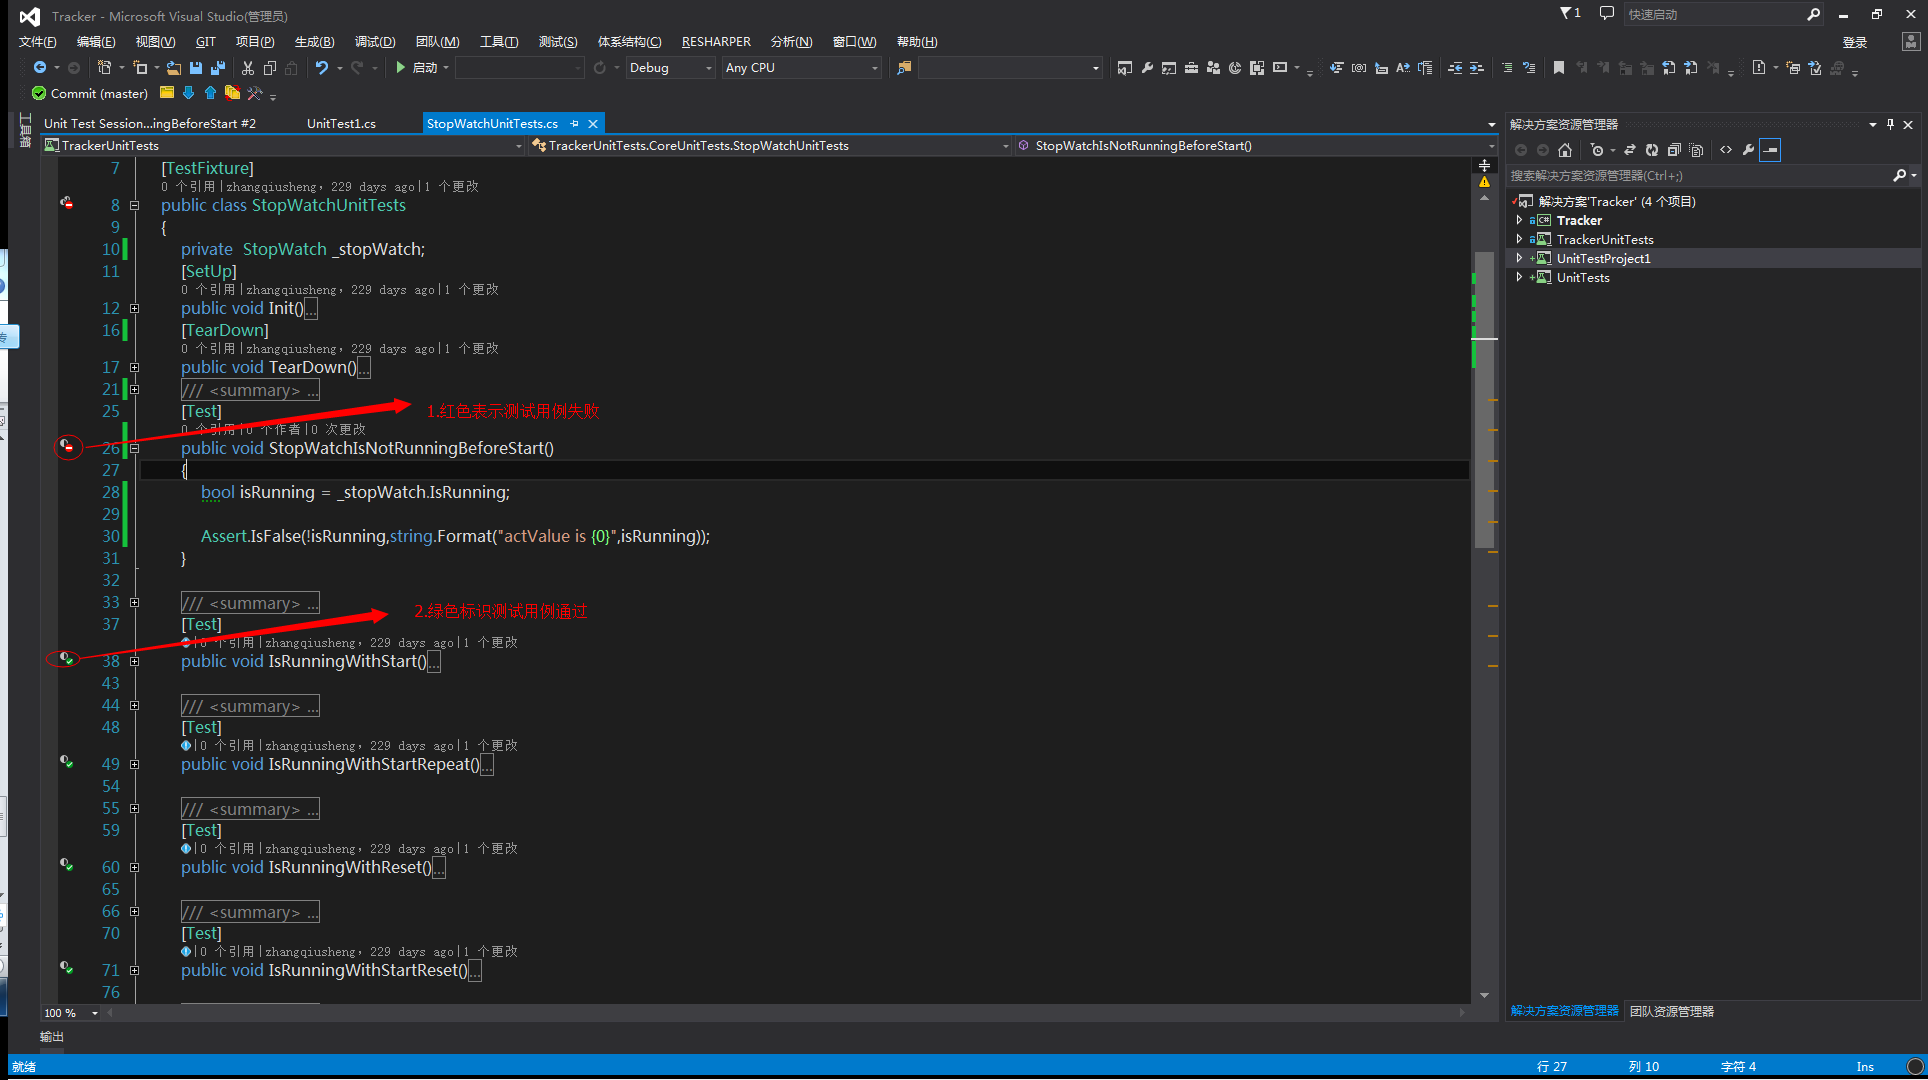 Tracker - Microsoft Visual Studio(管理员)
1
快速启动
文件(F) 编辑(E) 视图(V) GIT 项目(P) 生成(B) 调试(D) 团队(M) 工具(T) 测试(S) 体系结构(C) RESHARPER 分析(N) 窗口(W) 帮助(H)
登录
启动 Debug Any CPU
Commit (master)
工具箱
Unit Test Session...ingBeforeStart #2 UnitTest1.cs StopWatchUnitTests.cs
TrackerUnitTests TrackerUnitTests.CoreUnitTests.StopWatchUnitTests StopWatchIsNotRunningBeforeStart()
7 [TestFixture]
0 个引用|zhangqiusheng, 229 days ago|1 个更改
8 public class StopWatchUnitTests
9 {
10 private StopWatch _stopWatch;
11 [SetUp]
0 个引用|zhangqiusheng, 229 days ago|1 个更改
12 public void Init()...
16 [TearDown]
0 个引用|zhangqiusheng, 229 days ago|1 个更改
17 public void TearDown()...
21 /// <summary> ...
25 [Test]
1.红色表示测试用例失败
0 个引用|0 个作者|0 次更改
26 public void StopWatchIsNotRunningBeforeStart()
27 {
28 bool isRunning = _stopWatch.IsRunning;
29
30 Assert.IsFalse(!isRunning,string.Format("actValue is {0}",isRunning));
31 }
32
33 /// <summary> ...
2.绿色标识测试用例通过
37 [Test]
|0 个引用|zhangqiusheng, 229 days ago|1 个更改
38 public void IsRunningWithStart()...
43
44 /// <summary> ...
48 [Test]
|0 个引用|zhangqiusheng, 229 days ago|1 个更改
49 public void IsRunningWithStartRepeat()...
54
55 /// <summary> ...
59 [Test]
|0 个引用|zhangqiusheng, 229 days ago|1 个更改
60 public void IsRunningWithReset()...
65
66 /// <summary> ...
70 [Test]
|0 个引用|zhangqiusheng, 229 days ago|1 个更改
71 public void IsRunningWithStartReset()...
76
100 %
输出
解决方案资源管理器
搜索解决方案资源管理器(Ctrl+;)
解决方案'Tracker' (4 个项目)
Tracker
TrackerUnitTests
UnitTestProject1
UnitTests
解决方案资源管理器 团队资源管理器
就绪 行 27 列 10 字符 4 Ins